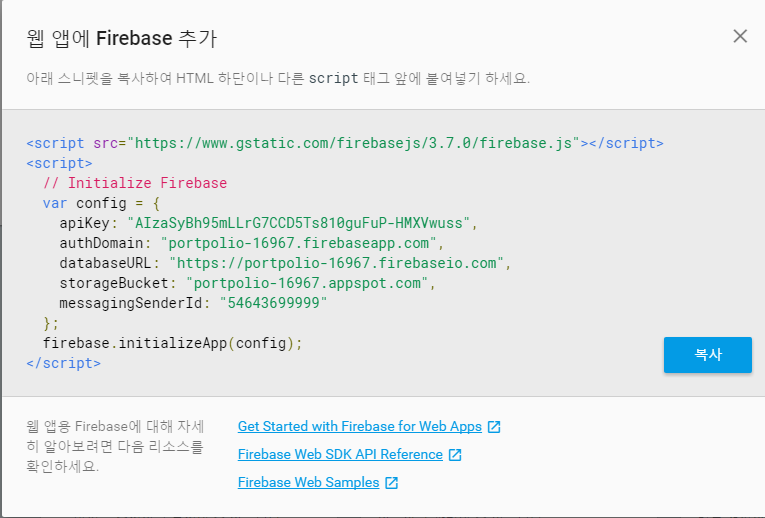 웹 앱에 Firebase 추가
아래 스니펫을 복사하여 HTML 하단이나 다른 script 태그 앞에 붙여넣기 하세요.
<script src="https://www.gstatic.com/firebasejs/3.7.0/firebase.js"></script>
<script>
// Initialize Firebase
var config = {
apiKey: "AIzaSyBh95mLLrG7CCD5Ts810guFuP-HMXVwuss",
authDomain: "portpolio-16967.firebaseapp.com",
databaseURL: "https://portpolio-16967.firebaseio.com",
storageBucket: "portpolio-16967.appspot.com",
messagingSenderId: "54643699999"
};
firebase.initializeApp(config);
</script>
복사
웹 앱용 Firebase에 대해 자세
히 알아보려면 다음 리소스를
확인하세요.
Get Started with Firebase for Web Apps
Firebase Web SDK API Reference
Firebase Web Samples